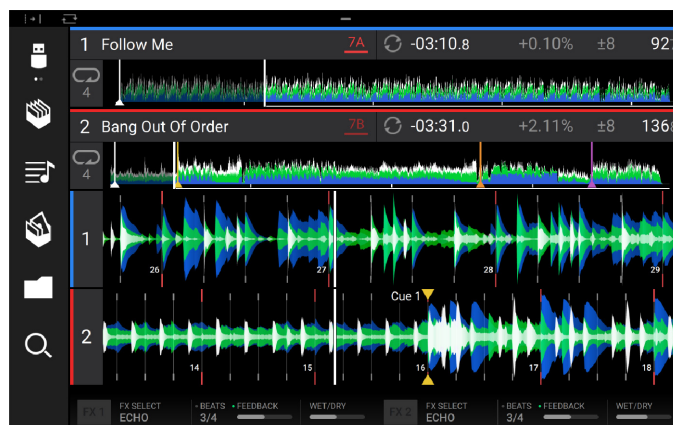 1 Follow Me 7A -03:10.8 +0.10% ±8 92
4
2 Bang Out Of Order 7B -03:31.0 +2.11% ±8 136
4
1
26 27 28 29
Cue 1
2
14 15 16 17 18
FX 1 FX SELECT ECHO BEATS 3/4 FEEDBACK WET/DRY FX 2 FX SELECT ECHO BEATS 3/4 FEEDBACK WET/DRY